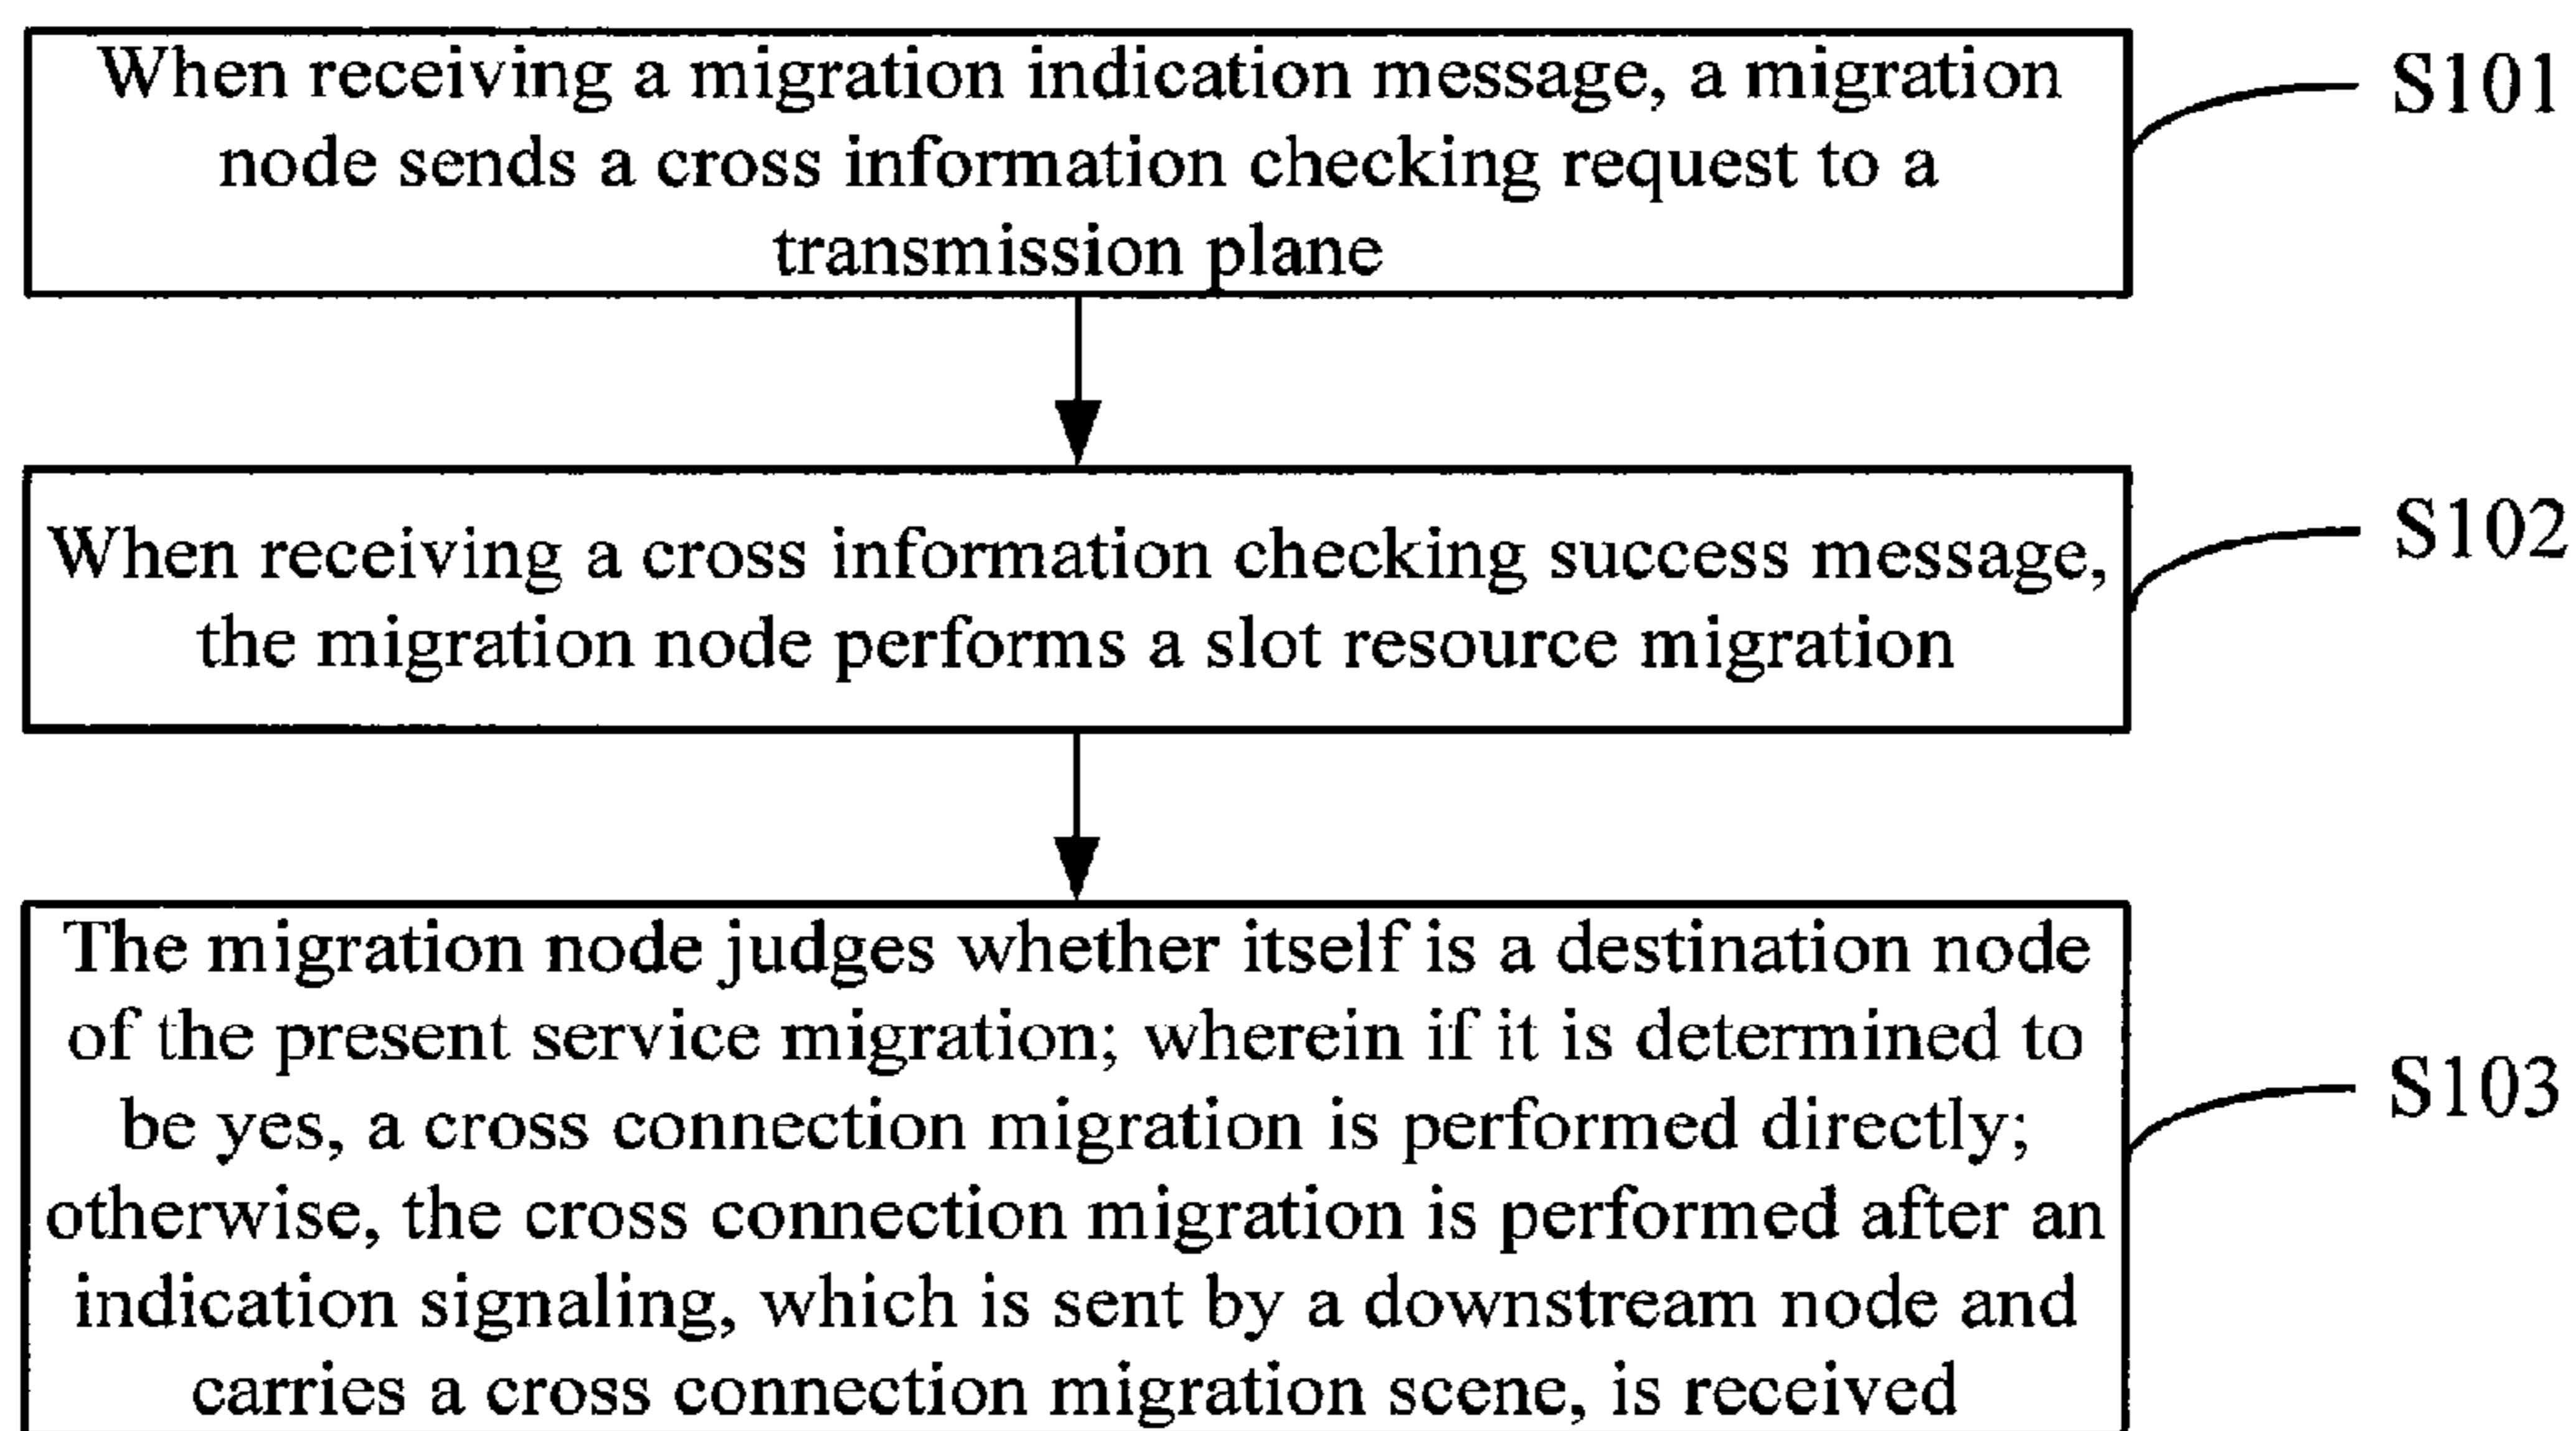 When receiving a migration indication message, a migration
node sends a cross information checking request to a
transmission plane
S101
When receiving a cross information checking success message,
the migration node performs a slot resource migration
S102
The migration node judges whether itself is a destination node
of the present service migration; wherein if it is determined to
be yes, a cross connection migration is performed directly;
otherwise, the cross connection migration is performed after an
indication signaling, which is sent by a downstream node and
carries a cross connection migration scene, is received
S103